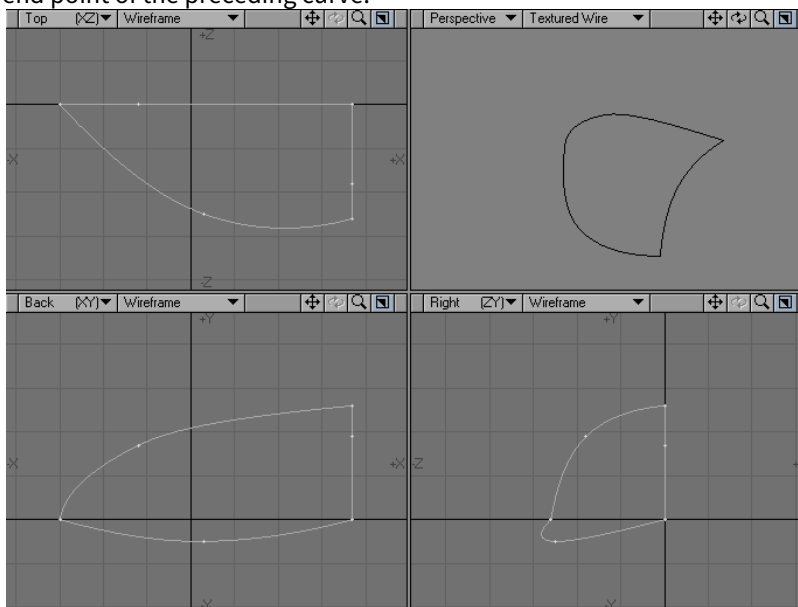 end point of the preceding curve.
Top (XZ) Wireframe
Perspective Textured Wire
+Z
-X
+X
-Z
Back (XY) Wireframe
Right (ZY) Wireframe
+Y
+Y
-X
+X
-Z
-Y
-Y